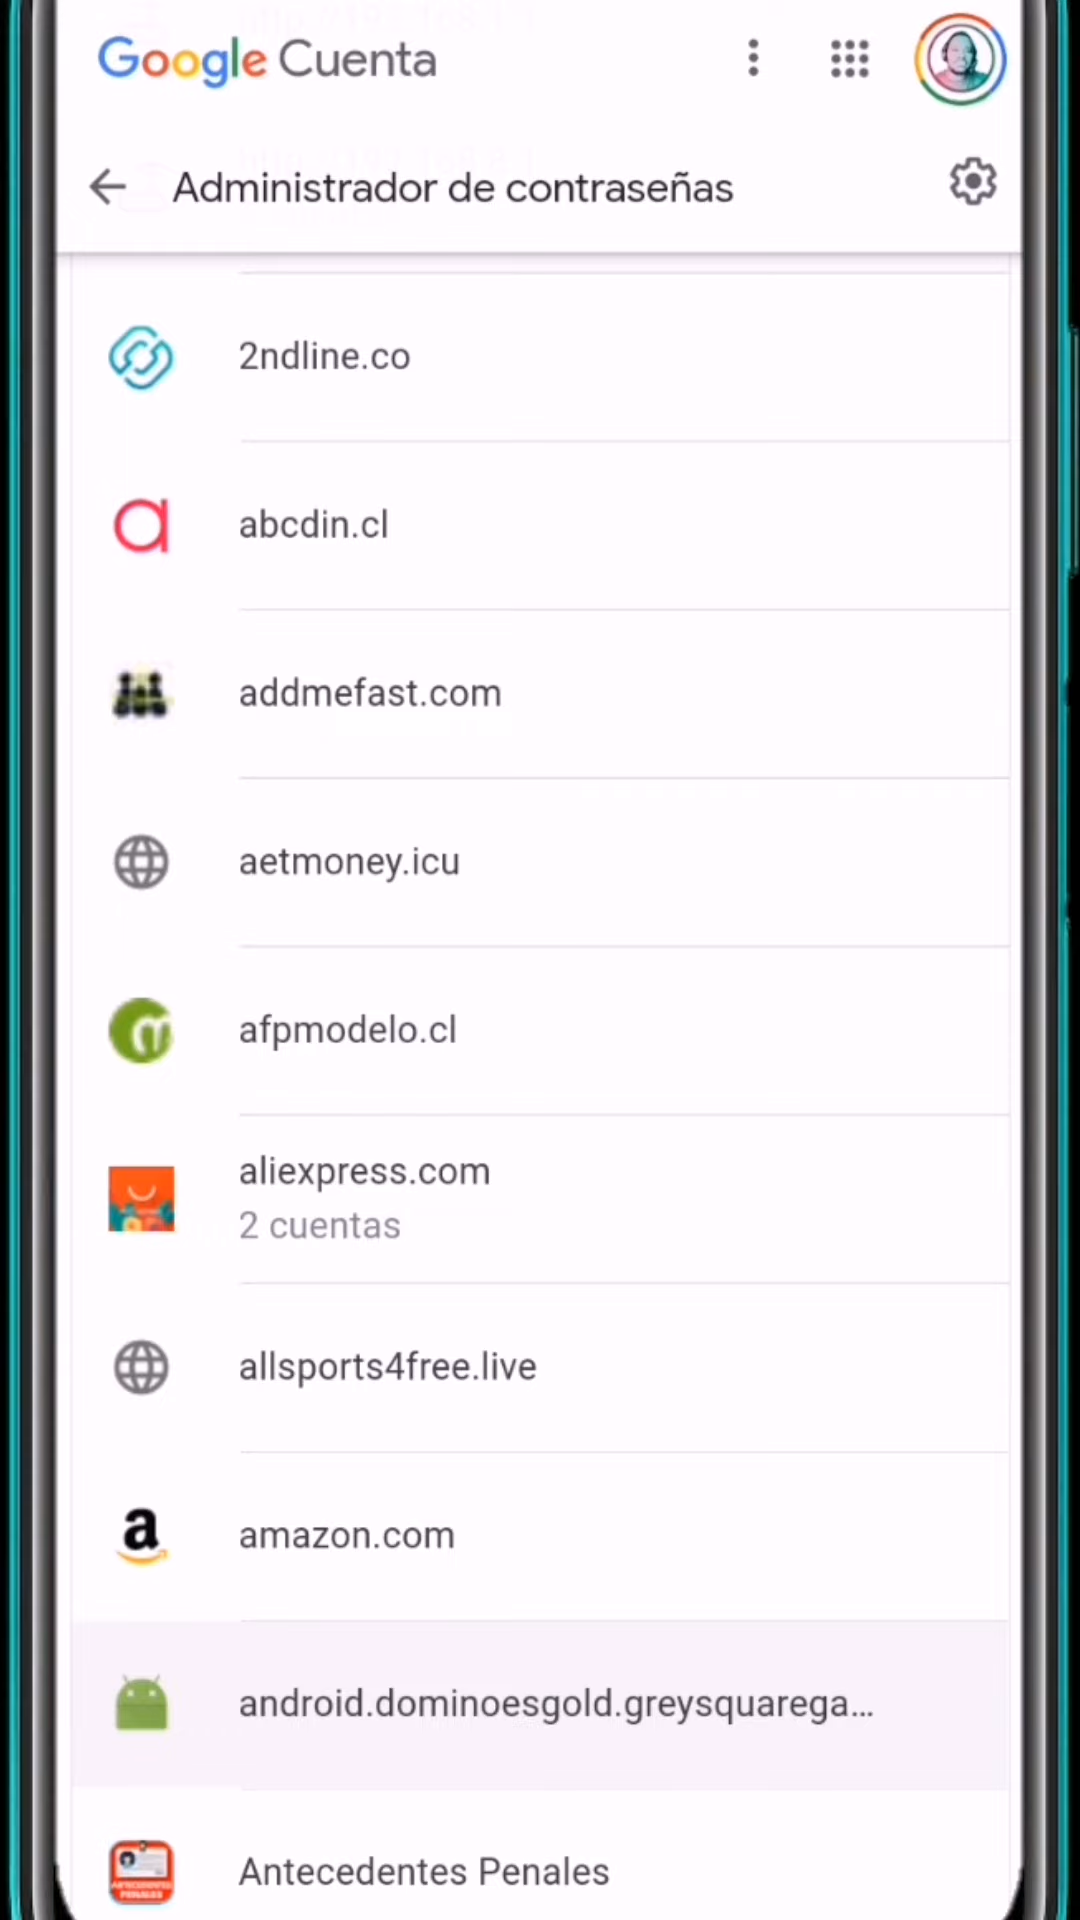 Google Cuenta
Administrador de contraseñas
2ndline.co
abcdin.cl
addmefast.com
aetmoney.icu
afpmodelo.cl
aliexpress.com
2 cuentas
allsports4free.live
amazon.com
android.dominoesgold.greysquarega...
Antecedentes Penales